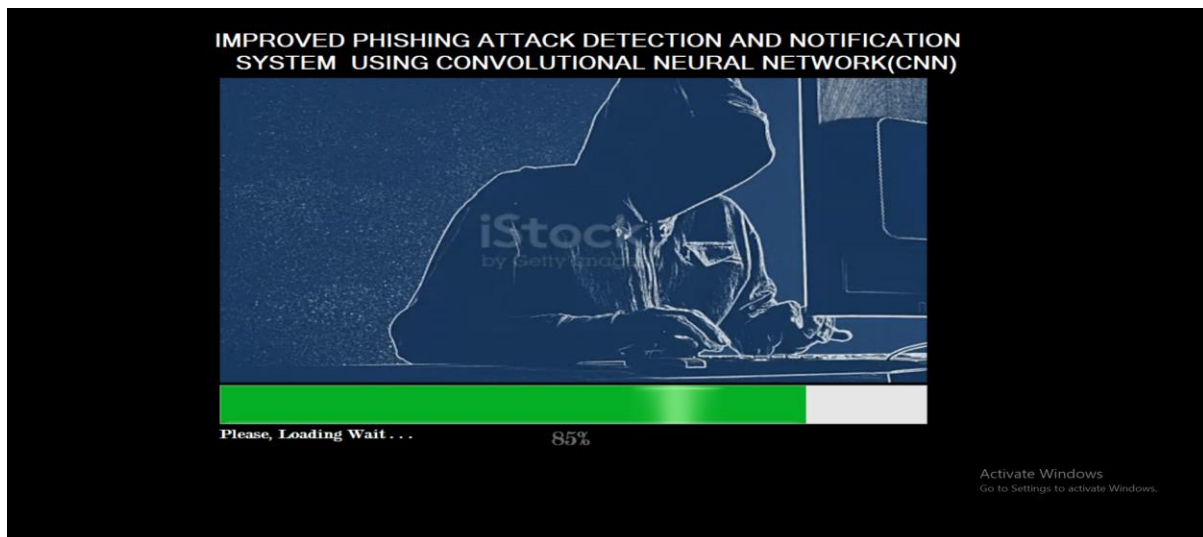 IMPROVED PHISHING ATTACK DETECTION AND NOTIFICATION
SYSTEM USING CONVOLUTIONAL NEURAL NETWORK(CNN)
iStock
by Getty Images
Please, Loading Wait . . .
85%
Activate Windows
Go to Settings to activate Windows.